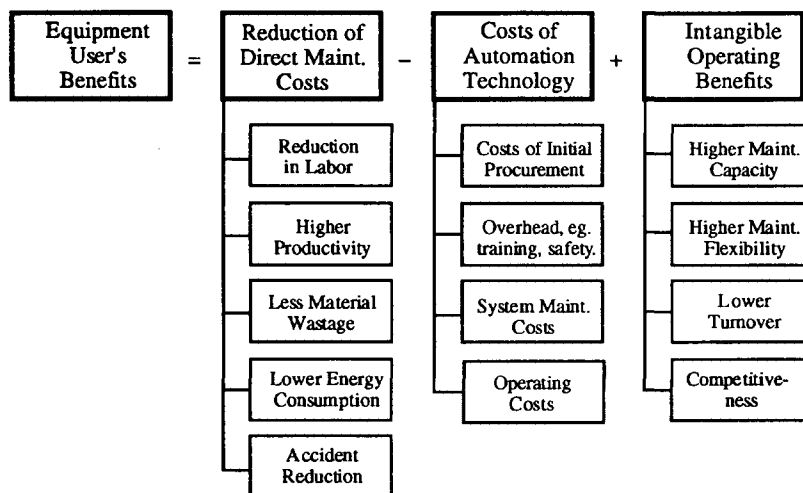 Equipment
User's
Benefits
=
Reduction of
Direct Maint.
Costs
−
Costs of
Automation
Technology
+
Intangible
Operating
Benefits
Reduction
in Labor
Higher
Productivity
Less Material
Wastage
Lower Energy
Consumption
Accident
Reduction
Costs of Initial
Procurement
Overhead, eg.
training, safety.
System Maint.
Costs
Operating
Costs
Higher Maint.
Capacity
Higher Maint.
Flexibility
Lower
Turnover
Competitive-
ness